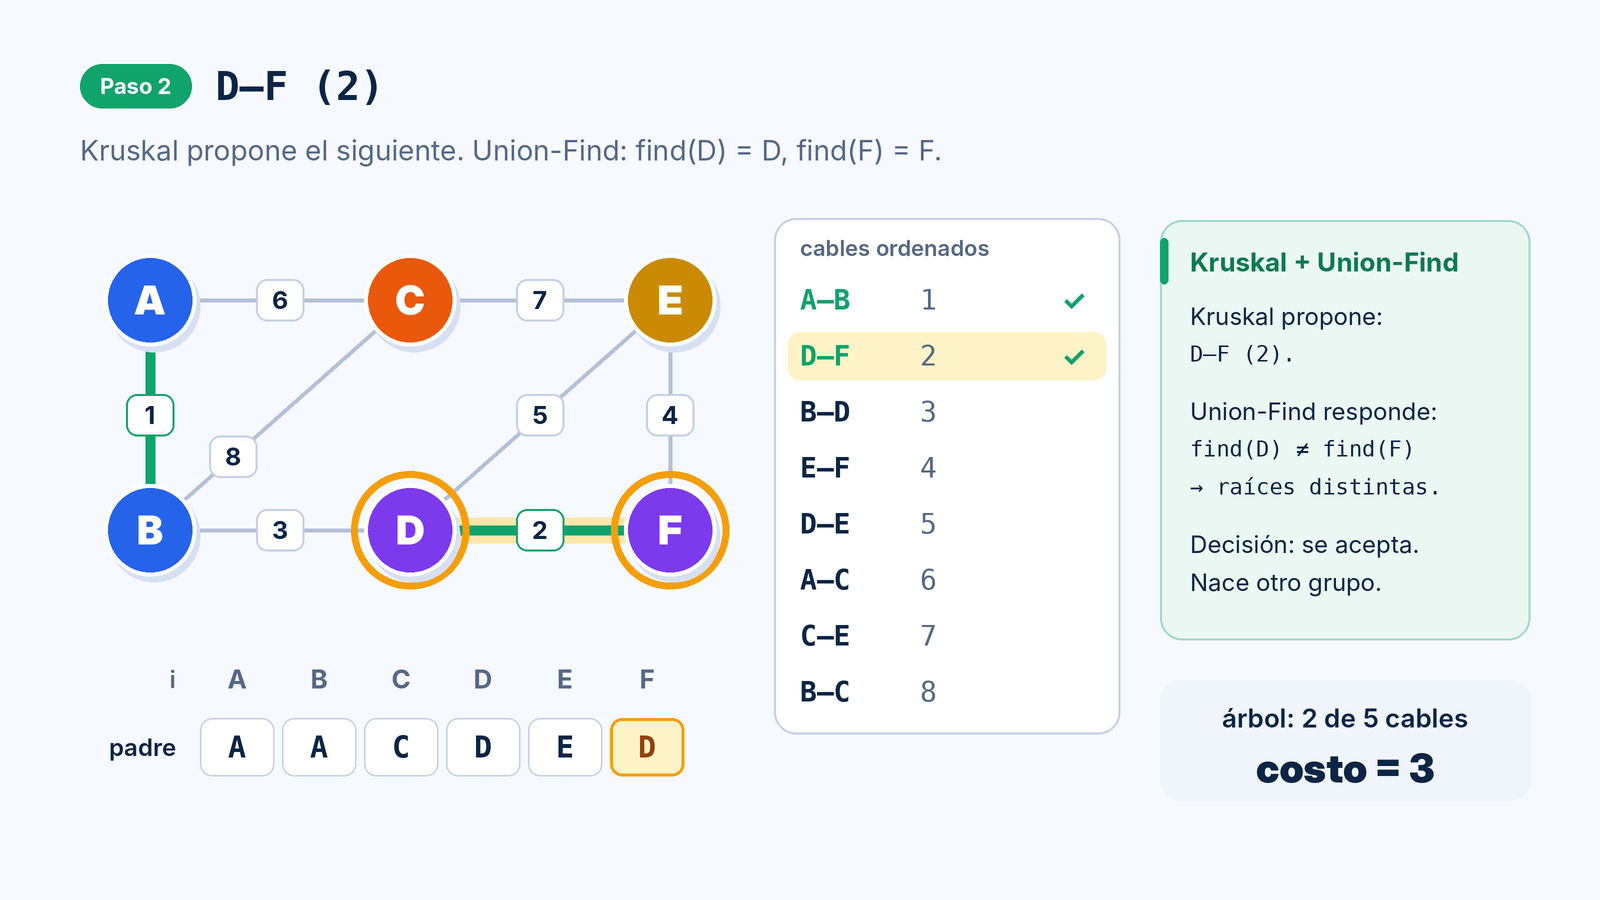 Paso 2
D—F (2)
Kruskal propone el siguiente. Union-Find: find(D) = D, find(F) = F.
A
6
C
7
E
1
8
5
4
B
3
D
2
F
i A B C D E F
padre A A C D E D
cables ordenados
A—B 1 ✓
D—F 2 ✓
B—D 3
E—F 4
D—E 5
A—C 6
C—E 7
B—C 8
Kruskal + Union-Find
Kruskal propone:
D—F (2).
Union-Find responde:
find(D) ≠ find(F)
→ raíces distintas.
Decisión: se acepta.
Nace otro grupo.
árbol: 2 de 5 cables
costo = 3